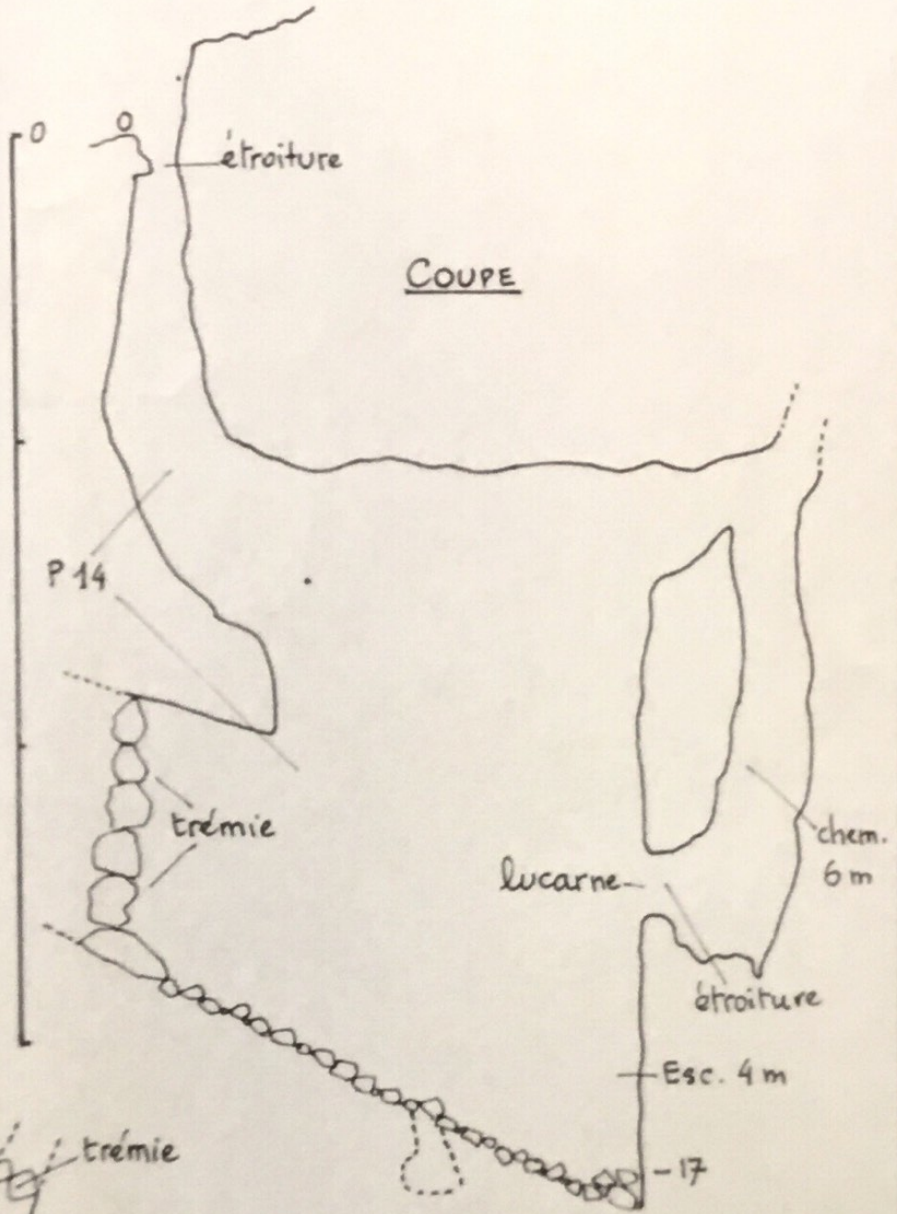 0
0
étroiture
COUPE
P 14
trémie
chem.
6 m
lucarne
étroiture
Esc. 4 m
-17
trémie